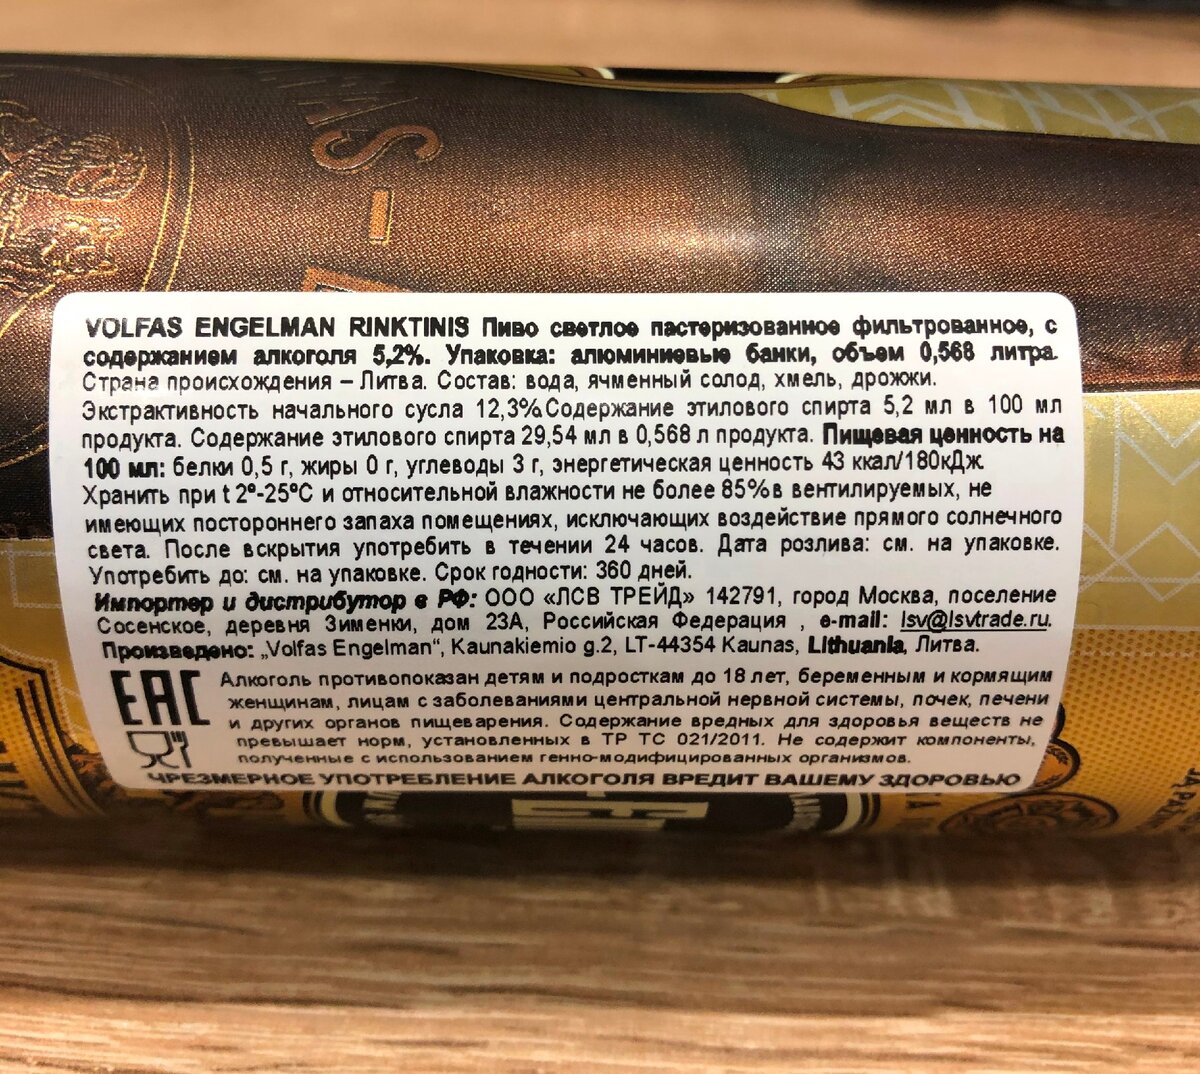 VOLFAS ENGELMAN RINKTINIS Пиво светлое пастеризованное фильтрованное, с
содержанием алкоголя 5,2%. Упаковка: алюминиевые банки, объем 0,568 литра.
Страна происхождения – Литва. Состав: вода, ячменный солод, хмель, дрожжи.
Экстрактивность начального сусла 12,3%.Содержание этилового спирта 5,2 мл в 100 мл
продукта. Содержание этилового спирта 29,54 мл в 0,568 л продукта. Пищевая ценность на
100 мл: белки 0,5 г, жиры 0 г, углеводы 3 г, энергетическая ценность 43 ккал/180кДж.
Хранить при t 2°-25°С и относительной влажности не более 85% в вентилируемых, не
имеющих постороннего запаха помещениях, исключающих воздействие прямого солнечного
света. После вскрытия употребить в течении 24 часов. Дата розлива: см. на упаковке.
Употребить до: см. на упаковке. Срок годности: 360 дней.
Импортер и дистрибутор в РФ: ООО «ЛСВ ТРЕЙД» 142791, город Москва, поселение
Сосенское, деревня Зименки, дом 23А, Российская Федерация , e-mail: lsv@lsvtrade.ru.
Произведено: „Volfas Engelman“, Kaunakiemio g.2, LT-44354 Kaunas, Lithuania, Литва.
EAC
Алкоголь противопоказан детям и подросткам до 18 лет, беременным и кормящим
женщинам, лицам с заболеваниями центральной нервной системы, почек, печени
и других органов пищеварения. Содержание вредных для здоровья веществ не
превышает норм, установленных в ТР ТС 021/2011. Не содержит компоненты,
полученные с использованием генно-модифицированных организмов.
ЧРЕЗМЕРНОЕ УПОТРЕБЛЕНИЕ АЛКОГОЛЯ ВРЕДИТ ВАШЕМУ ЗДОРОВЬЮ